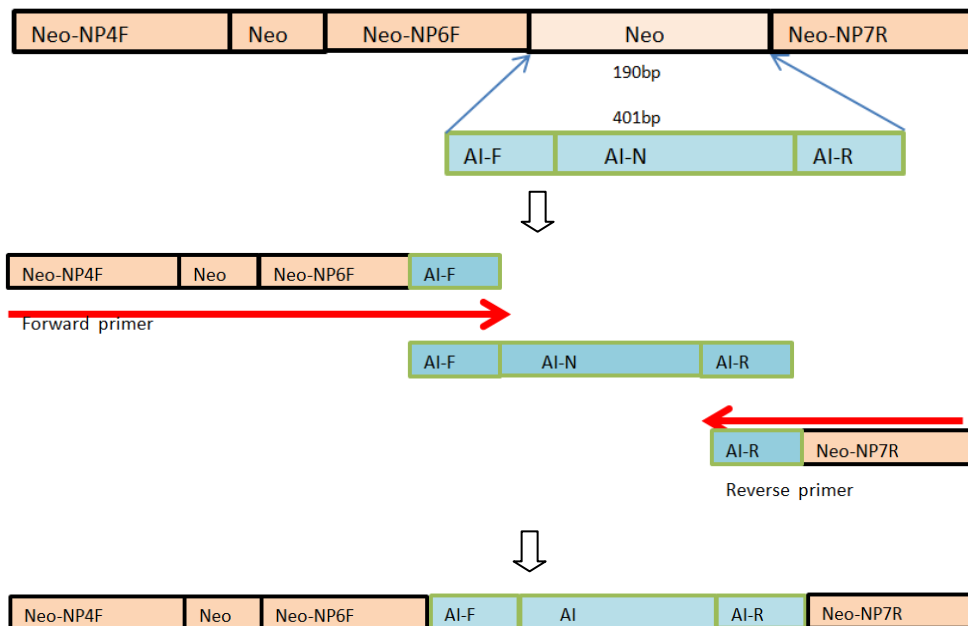 Neo-NP4F Neo Neo-NP6F Neo Neo-NP7R
190bp
401bp
AI-F AI-N AI-R
Neo-NP4F Neo Neo-NP6F AI-F
Forward primer
AI-F AI-N AI-R
AI-R Neo-NP7R
Reverse primer
Neo-NP4F Neo Neo-NP6F AI-F AI AI-R Neo-NP7R